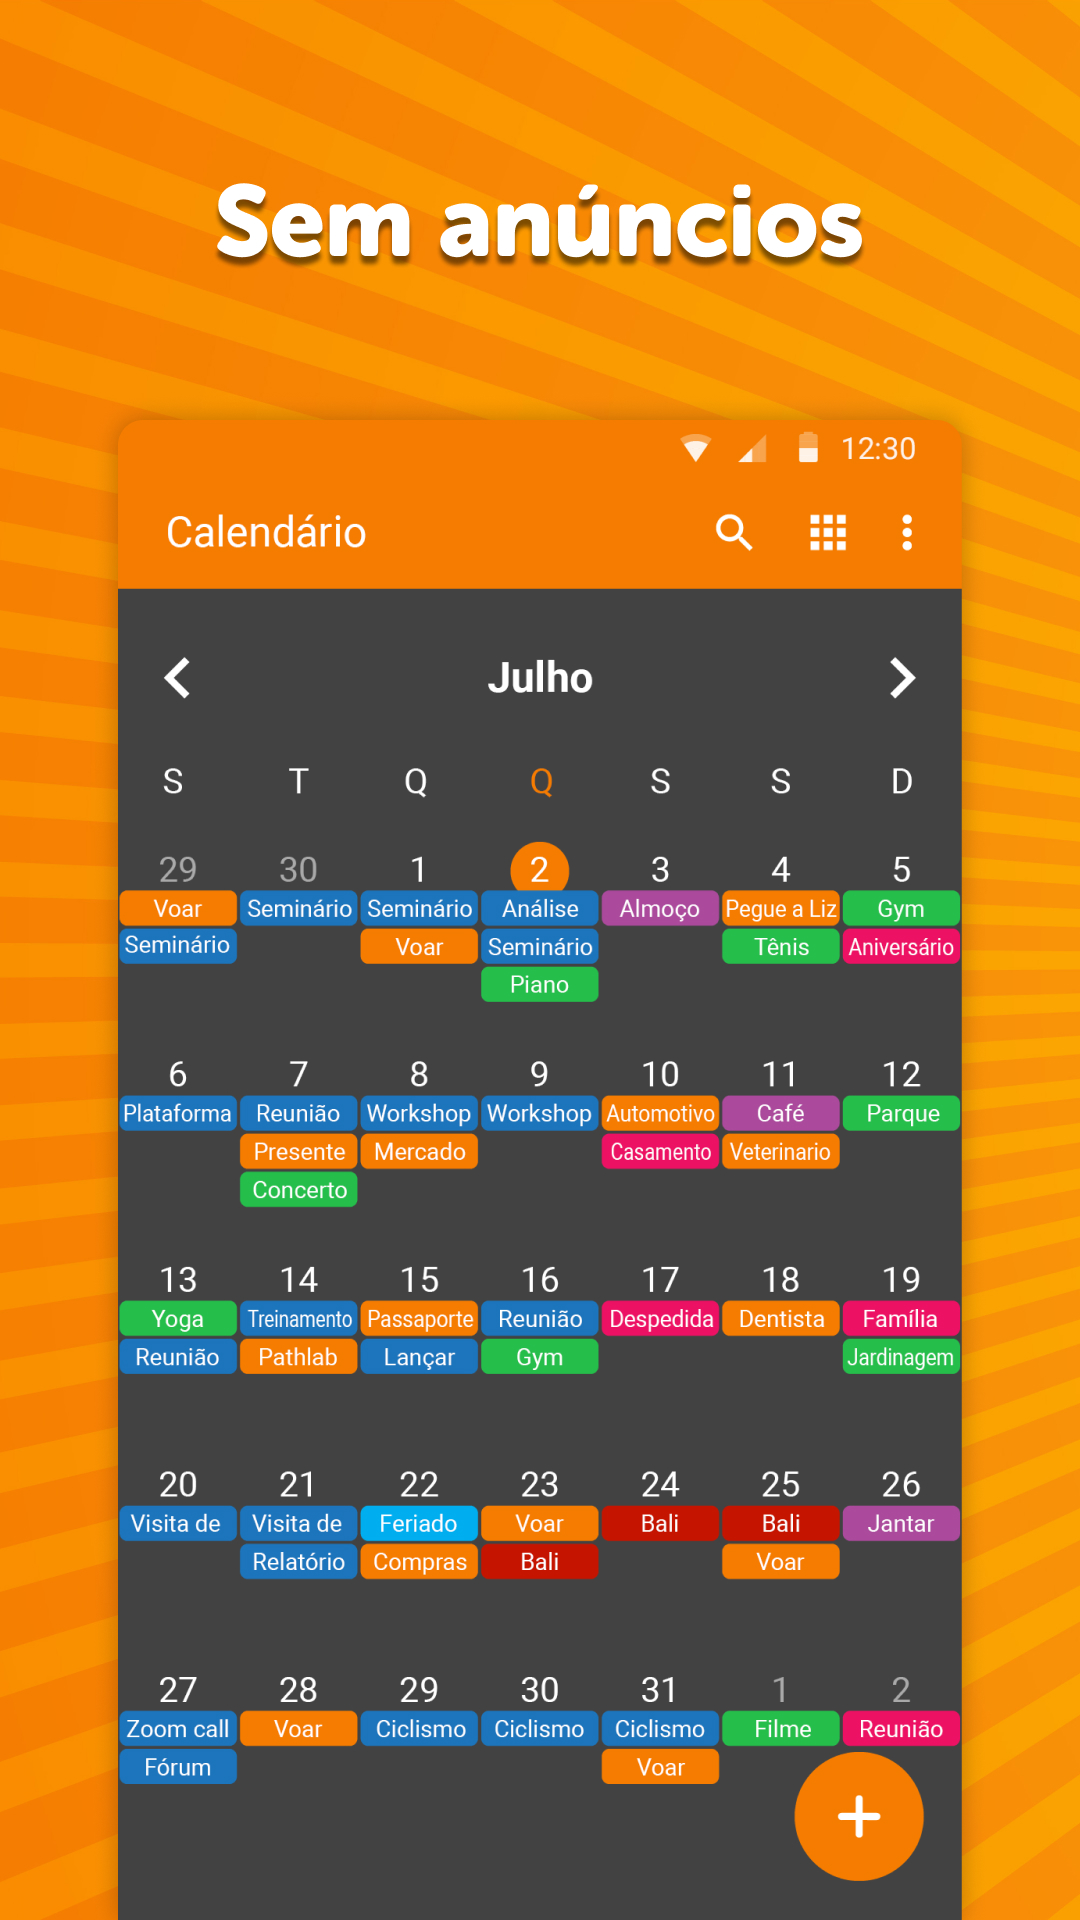 Sem anúncios
12:30
Calendário
Julho
S T Q Q S S D
29 30 1 2 3 4 5
Voar Seminário Seminário Análise Almoço Pegue a Liz Gym
Seminário Voar Seminário Tênis Aniversário
Piano
6 7 8 9 10 11 12
Plataforma Reunião Workshop Workshop Automotivo Café Parque
Presente Mercado Casamento Veterinario
Concerto
13 14 15 16 17 18 19
Yoga Treinamento Passaporte Reunião Despedida Dentista Família
Reunião Pathlab Lançar Gym Jardinagem
20 21 22 23 24 25 26
Visita de Visita de Feriado Voar Bali Bali Jantar
Relatório Compras Bali Voar
27 28 29 30 31 1 2
Zoom call Voar Ciclismo Ciclismo Ciclismo Filme Reunião
Fórum Voar